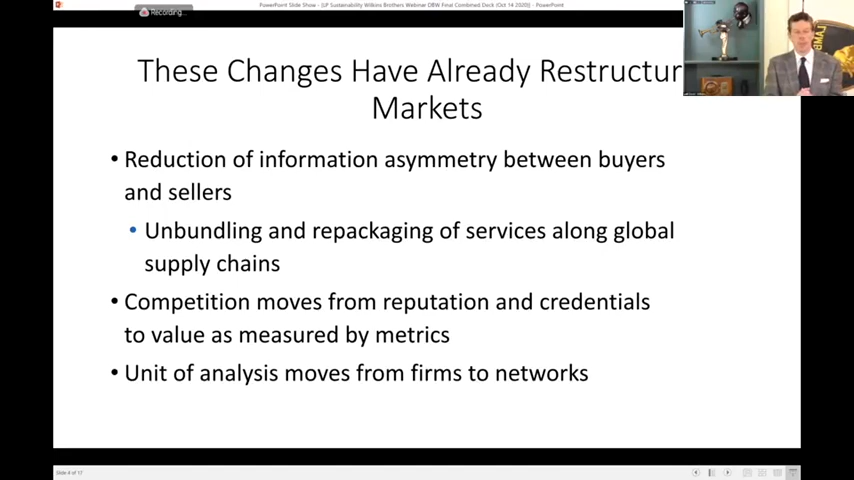 PowerPoint Slide Show - [LP Sustainability Wilkins Brothers Webinar DBW Final Combined Deck (Oct 14 2020)] - PowerPoint
Recording...
These Changes Have Already Restructur
Markets
• Reduction of information asymmetry between buyers
and sellers
• Unbundling and repackaging of services along global
supply chains
• Competition moves from reputation and credentials
to value as measured by metrics
• Unit of analysis moves from firms to networks
Slide 6 of 17